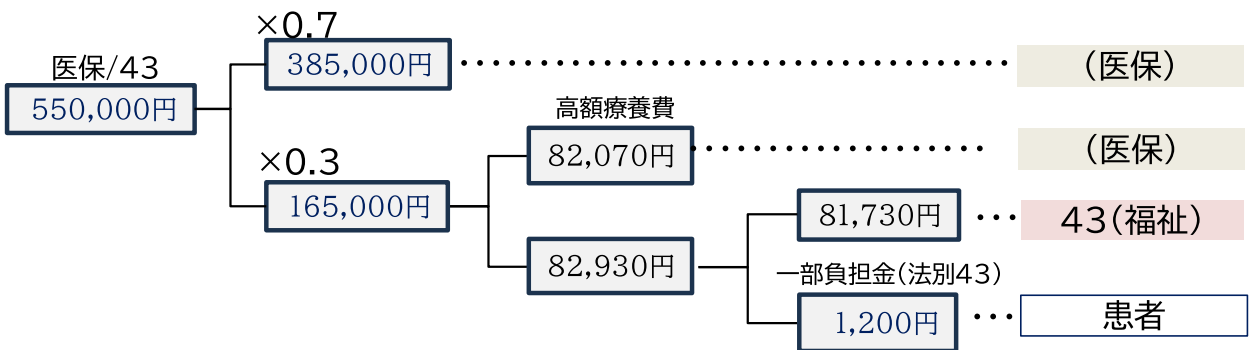 ×0.7
医保/43
385,000円
（医保）
550,000円
高額療養費
×0.3
82,070円
（医保）
165,000円
81,730円
43（福祉）
82,930円
一部負担金（法別43）
1,200円
患者